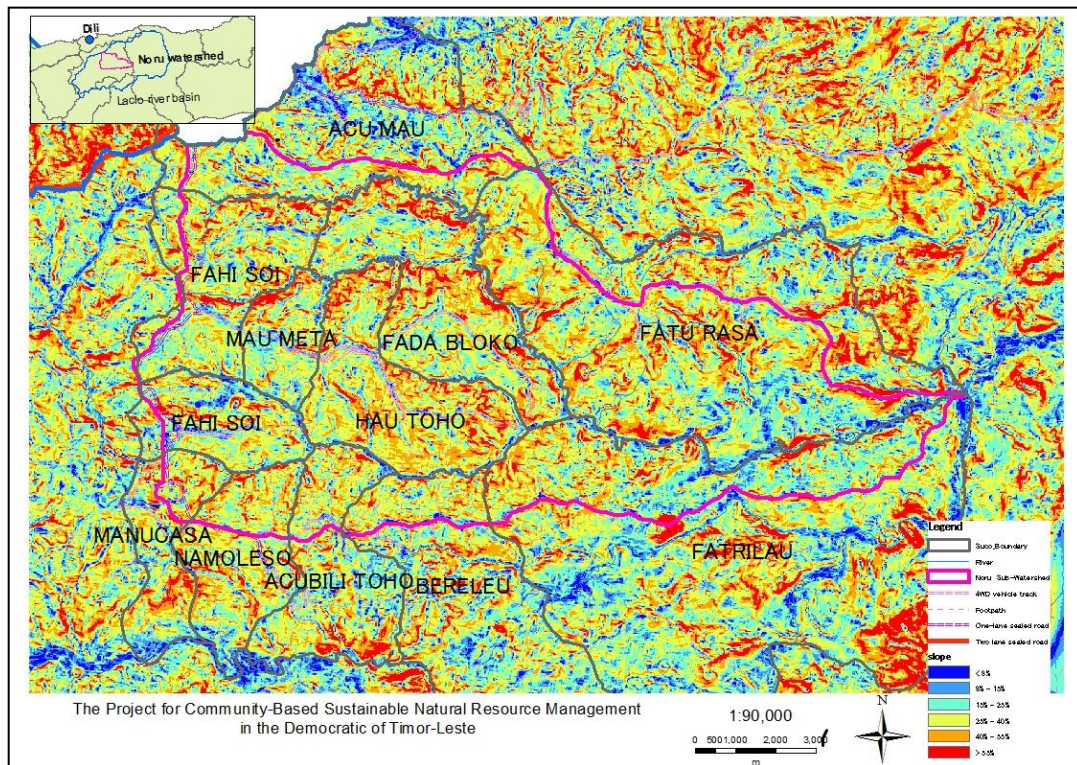 Dili
Noru watershed
Laclo river basin
ACU MAU
FAHI SOI
MAU META
FADA BLOKO
FATU RASA
FAHI SOI
HAU TOHO
MANUCASA
NAMOLESO
ACUBILI TOHO
BERELEU
FATRILAU
Legend
Suco_Boundary
River
Noru Sub-Watershed
4WD vehicle track
Footpath
One-lane sealed road
Two lane sealed road
slope
<8%
8% - 15%
15% - 25%
25% - 40%
40% - 55%
>55%
The Project for Community-Based Sustainable Natural Resource Management
in the Democratic of Timor-Leste
1:90,000
0 500 1,000 2,000 3,000
m
N